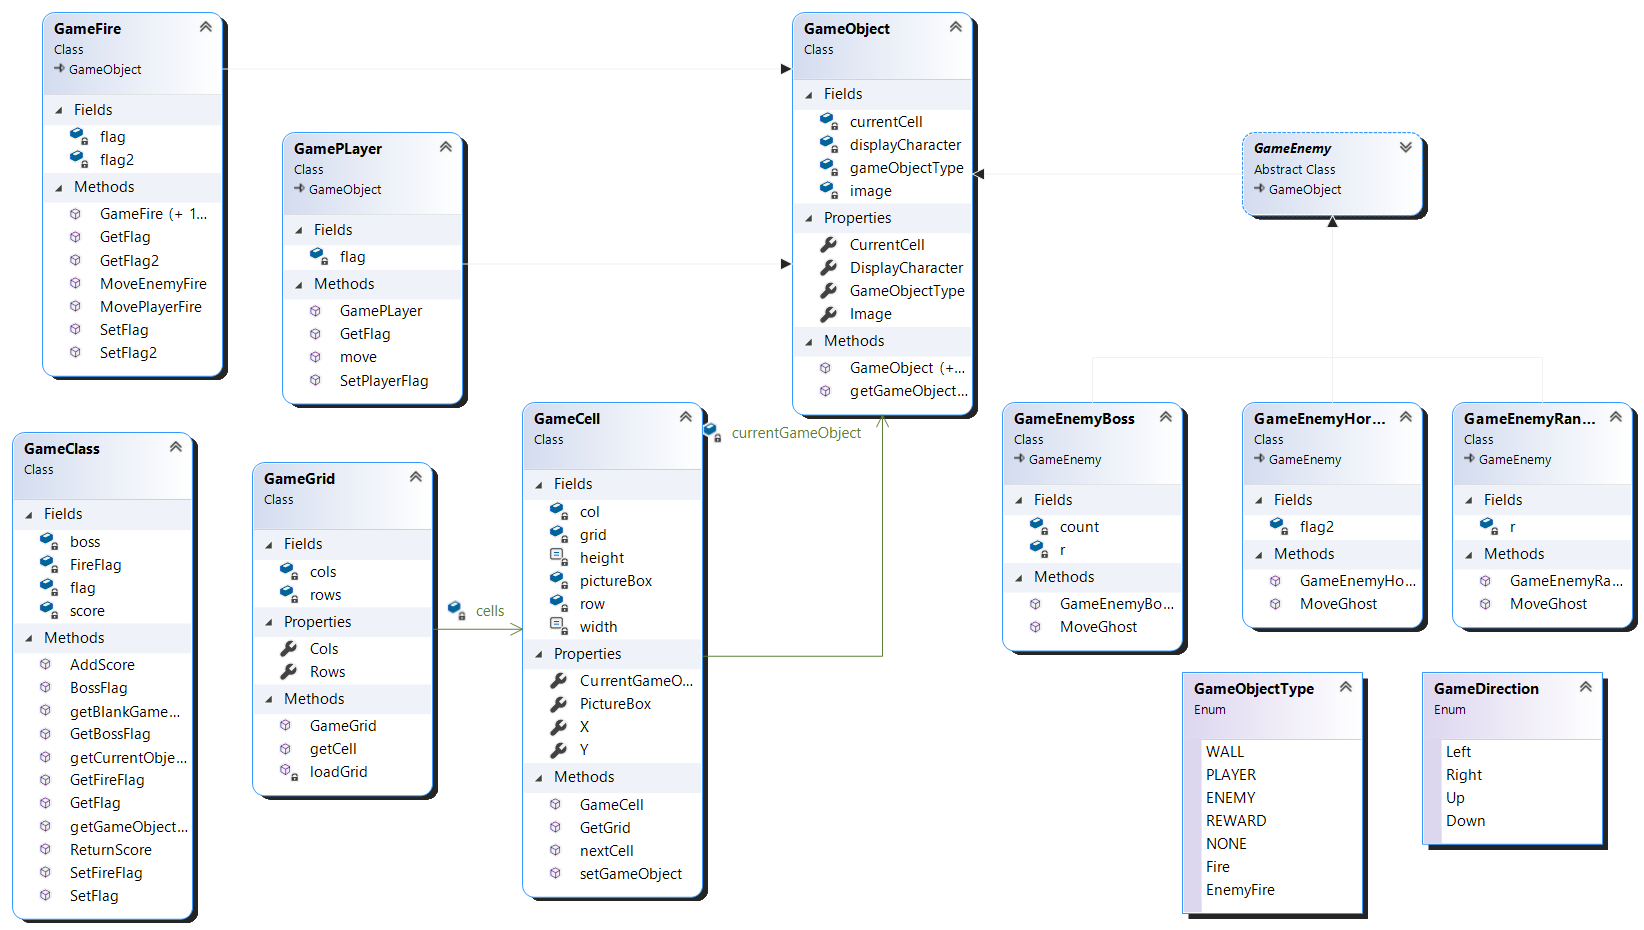 GameFire
Class
GameObject
Fields
flag
flag2
Methods
GameFire (+ 1...
GetFlag
GetFlag2
MoveEnemyFire
MovePlayerFire
SetFlag
SetFlag2
GamePLayer
Class
GameObject
Fields
flag
Methods
GamePLayer
GetFlag
move
SetPlayerFlag
GameObject
Class
Fields
currentCell
displayCharacter
gameObjectType
image
Properties
CurrentCell
DisplayCharacter
GameObjectType
Image
Methods
GameObject (+...
getGameObject...
GameEnemy
Abstract Class
GameObject
GameClass
Class
Fields
boss
FireFlag
flag
score
Methods
AddScore
BossFlag
getBlankGame...
GetBossFlag
getCurrentObje...
GetFireFlag
GetFlag
getGameObject...
ReturnScore
SetFireFlag
SetFlag
GameGrid
Class
Fields
cols
rows
Properties
Cols
Rows
Methods
GameGrid
getCell
loadGrid
cells
GameCell
Class
Fields
col
grid
height
pictureBox
row
width
Properties
CurrentGameO...
PictureBox
X
Y
Methods
GameCell
GetGrid
nextCell
setGameObject
currentGameObject
GameEnemyBoss
Class
GameEnemy
Fields
count
r
Methods
GameEnemyBo...
MoveGhost
GameEnemyHor...
Class
GameEnemy
Fields
flag2
Methods
GameEnemyHo...
MoveGhost
GameEnemyRan...
Class
GameEnemy
Fields
r
Methods
GameEnemyRa...
MoveGhost
GameObjectType
Enum
WALL
PLAYER
ENEMY
REWARD
NONE
Fire
EnemyFire
GameDirection
Enum
Left
Right
Up
Down